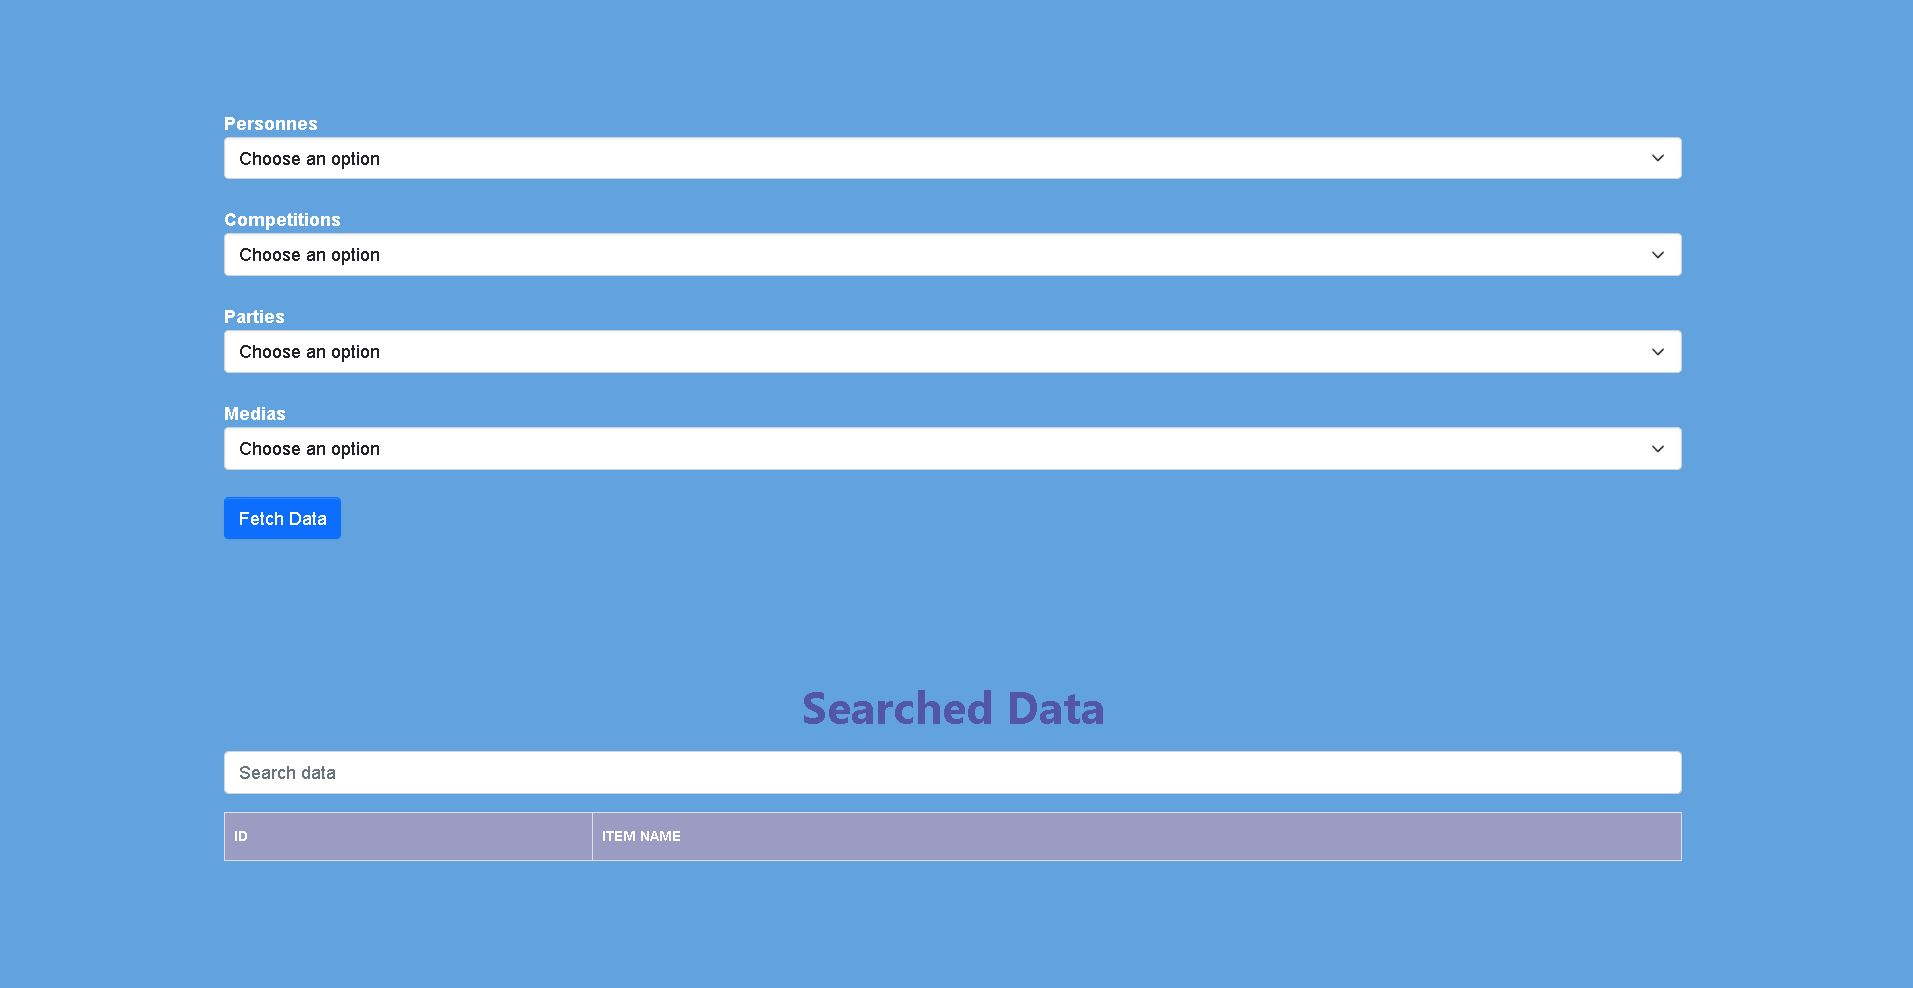 Personnes
Choose an option
Competitions
Choose an option
Parties
Choose an option
Medias
Choose an option
Fetch Data
Searched Data
Search data
ID ITEM NAME